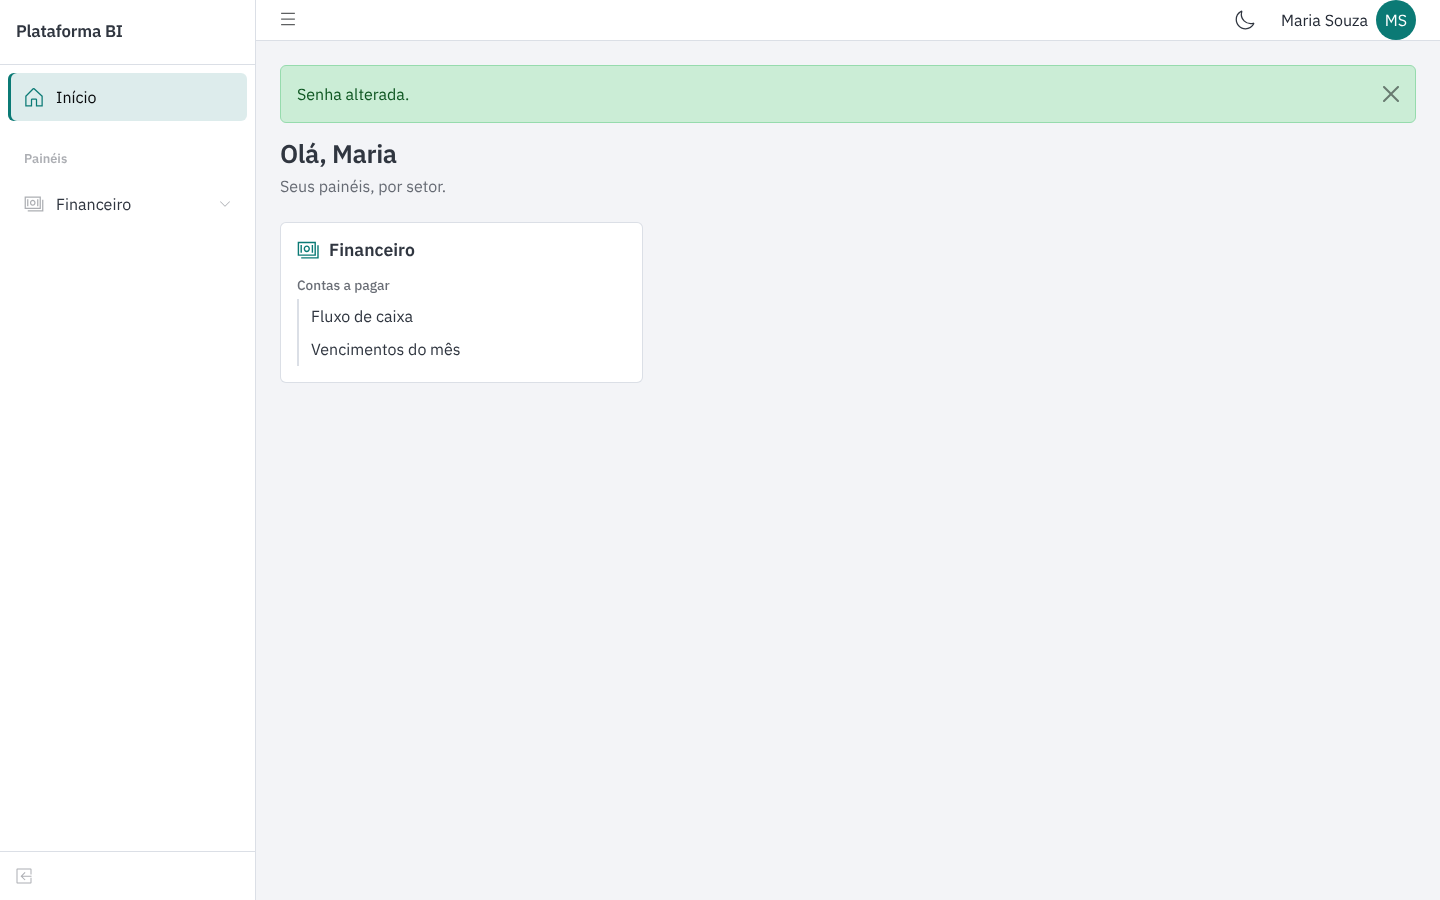 Plataforma BI
Maria Souza MS
Início
Painéis
Financeiro
Senha alterada.
Olá, Maria
Seus painéis, por setor.
Financeiro
Contas a pagar
Fluxo de caixa
Vencimentos do mês